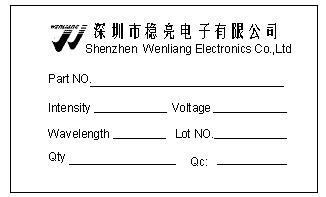 WENLIANG 深圳市稳亮电子有限公司
Shenzhen Wenliang Electronics Co.,Ltd
Part NO.
Intensity Voltage
Wavelength Lot NO.
Qty Qc: